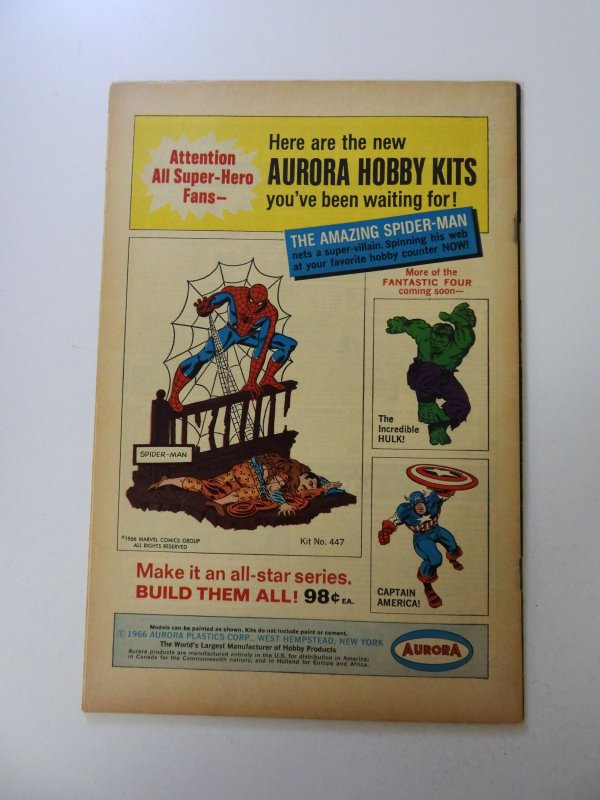 Attention
All Super-Hero
Fans—
Here are the new
AURORA HOBBY KITS
you've been waiting for!
THE AMAZING SPIDER-MAN
nets a super-villain. Spinning his web
at your favorite hobby counter NOW!
More of the
FANTASTIC FOUR
coming soon—
SPIDER-MAN
©1966 MARVEL COMICS GROUP
ALL RIGHTS RESERVED
Kit No. 447
The
Incredible
HULK!
CAPTAIN
AMERICA!
Make it an all-star series.
BUILD THEM ALL! 98¢ EA.
Models can be painted as shown. Kits do not include paint or cement.
© 1966 AURORA PLASTICS CORP., WEST HEMPSTEAD, NEW YORK
The World's Largest Manufacturer of Hobby Products
Aurora products are manufactured entirely in the U.S. for distribution in America;
in Canada for the Commonwealth nations; and in Holland for Europe and Africa.
AURORA